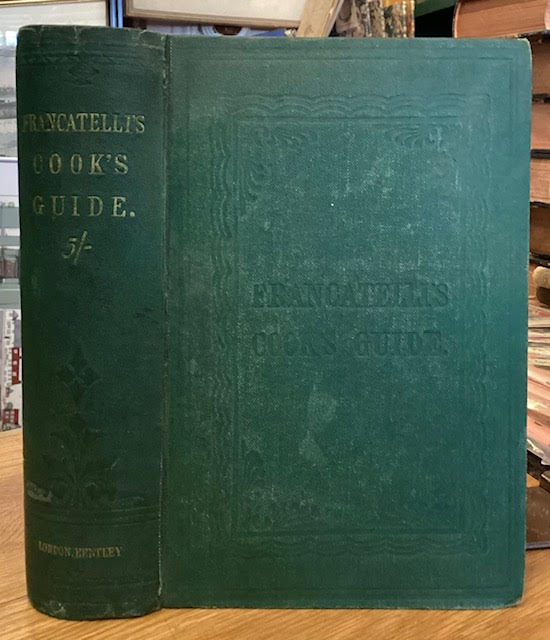 FRANCATELLI'S
COOK'S
GUIDE.
5/-
LONDON, BENTLEY
FRANCATELLI'S
COOK'S GUIDE.